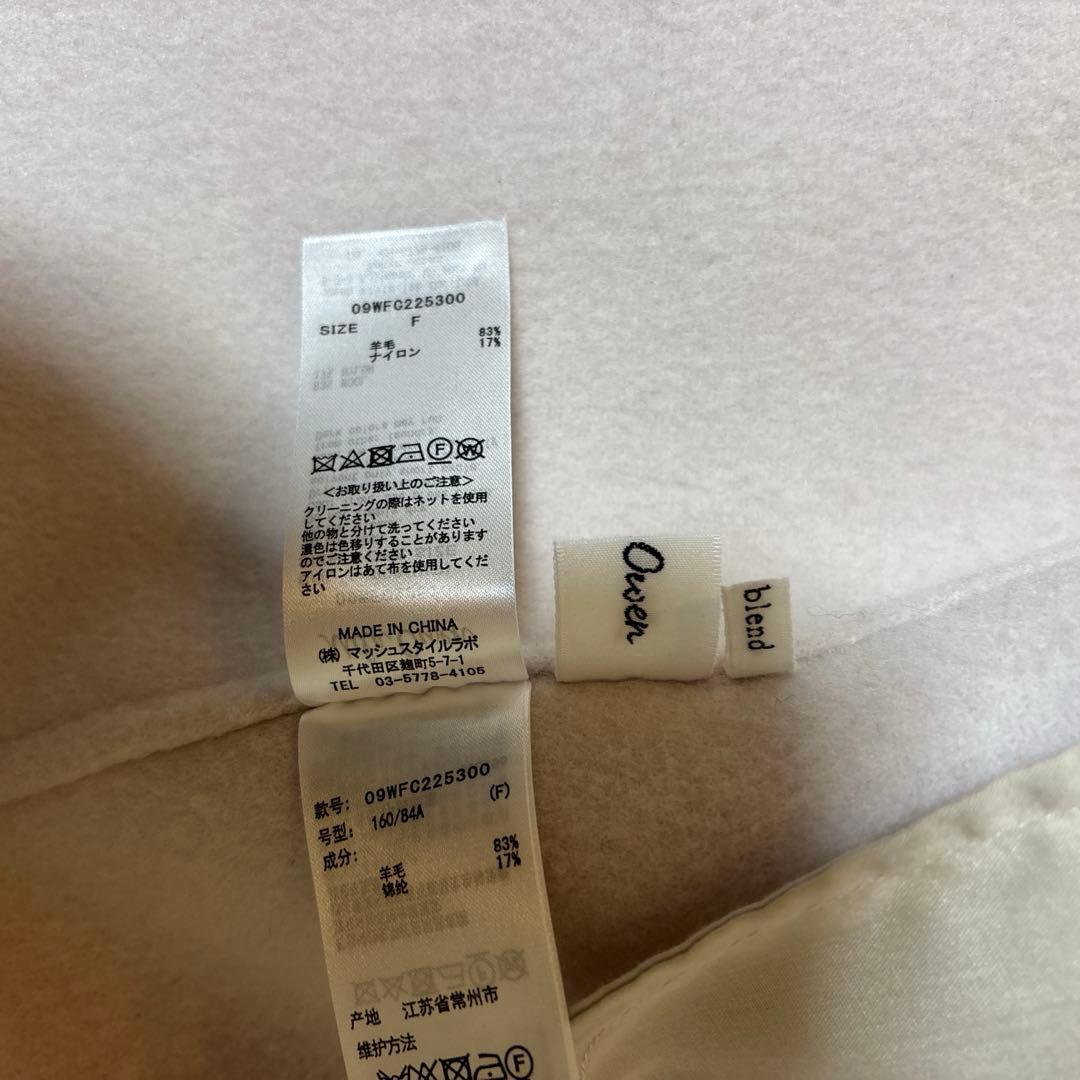 09WFC225300
SIZE F
羊毛 83%
ナイロン 17%
F W
<お取り扱い上のご注意>
クリーニングの際はネットを使用
してください
他の物と分けて洗ってください
濃色は色移りすることがあります
のでご注意ください
アイロンはあて布を使用してくだ
さい
MADE IN CHINA
(株) マッシュスタイルラボ
千代田区麹町5-7-1
TEL 03-5778-4105
Owen
blend
款号: 09WFC225300
号型: 160/84A (F)
成分:
羊毛 83%
锦纶 17%
产地 江苏省常州市
维护方法
F